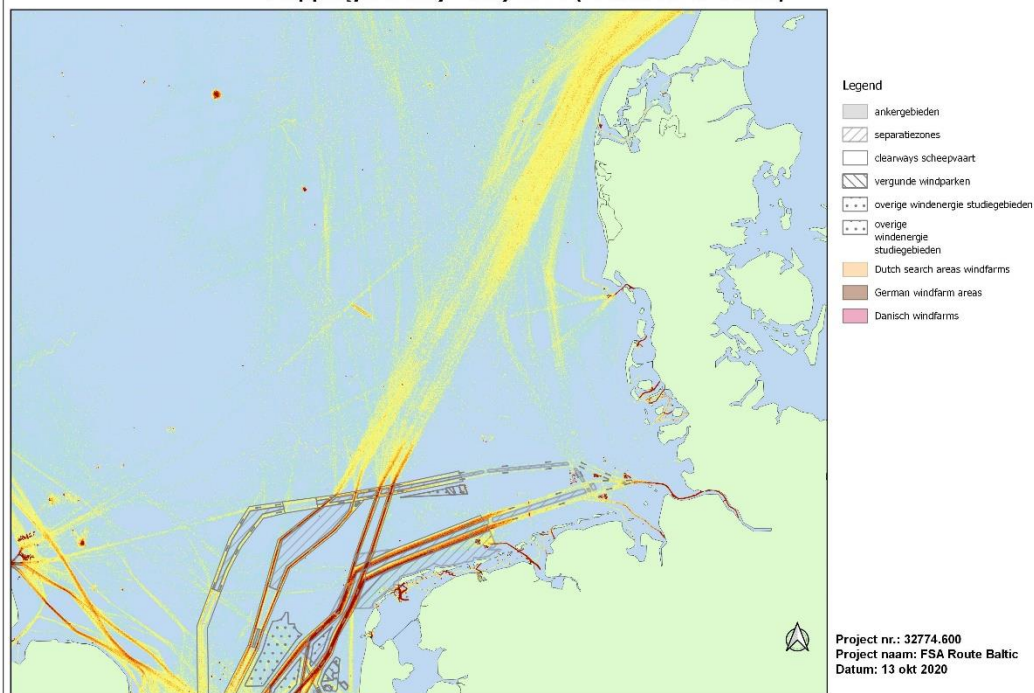 Legend
ankergebieden
separatiezones
clearways scheepvaart
vergunde windparken
overige windenergie studiegebieden
overige
windenergie
studiegebieden
Dutch search areas windfarms
German windfarm areas
Danisch windfarms
Project nr.: 32774.600
Project naam: FSA Route Baltic
Datum: 13 okt 2020